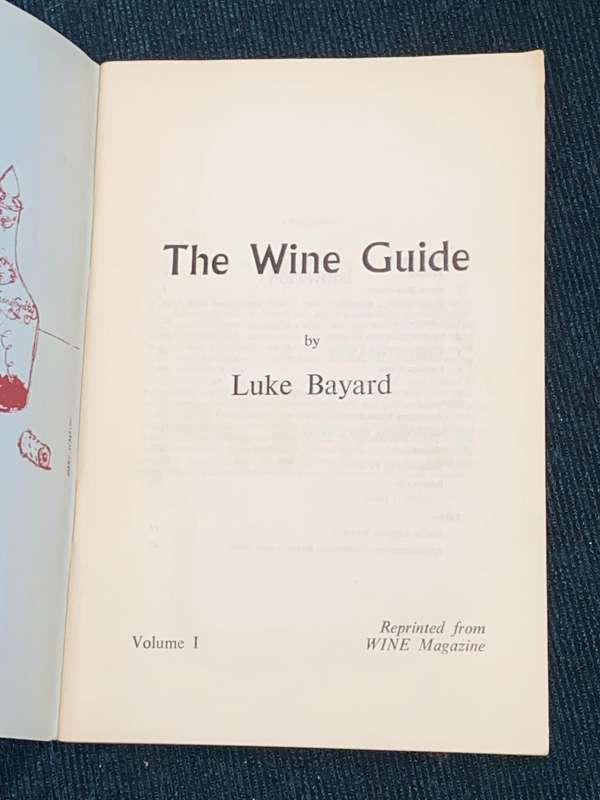 The Wine Guide
by
Luke Bayard
Volume I
Reprinted from
WINE Magazine